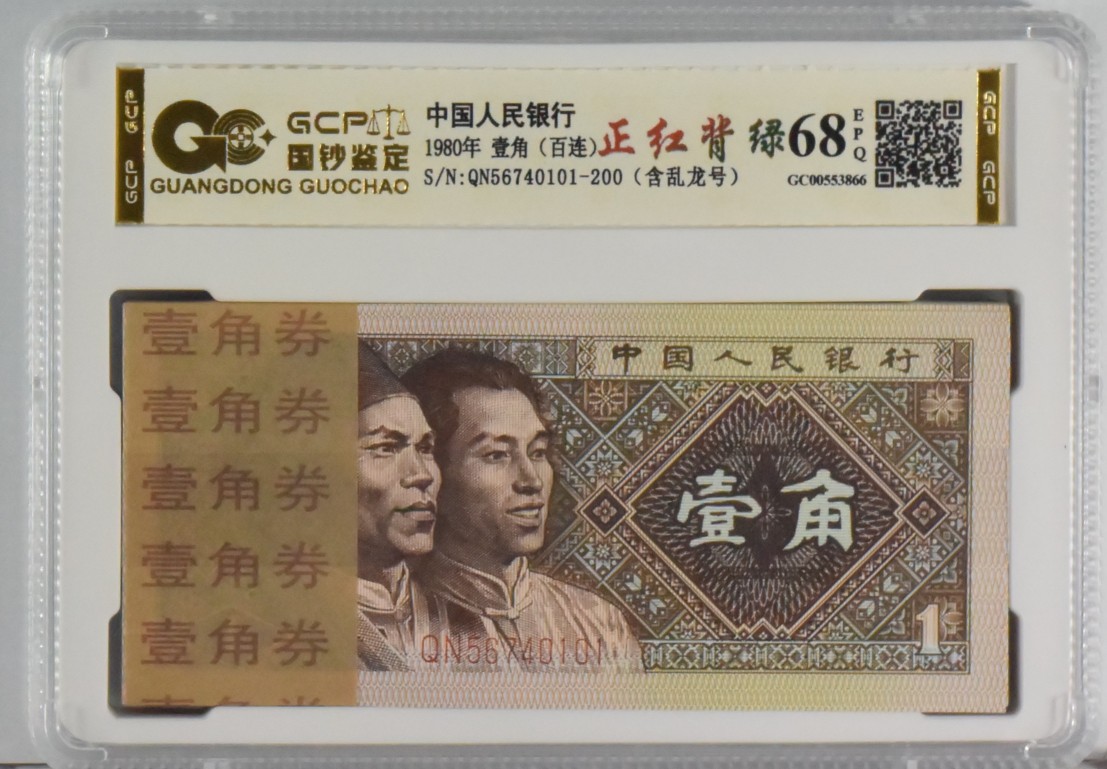 GCP GCP
GCP
国钞鉴定
GUANGDONG GUOCHAO
中国人民银行
1980年 壹角（百连）正红背绿
S/N:QN56740101-200（含乱龙号）
68
EPQ
GC00553866
GCP GCP
壹角券
壹角券
壹角券
壹角券
壹角券
中国人民银行
壹角
QN56740101
1